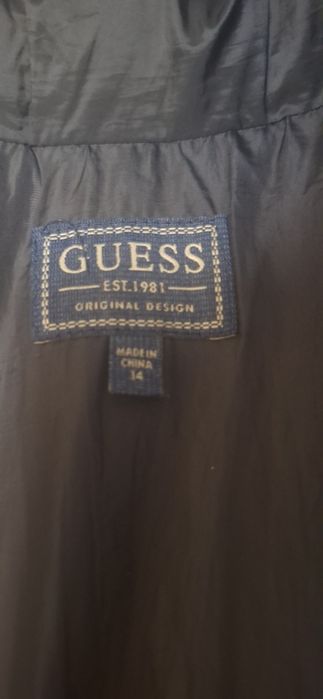 GUESS
EST.1981
ORIGINAL DESIGN
MADE IN
CHINA
14